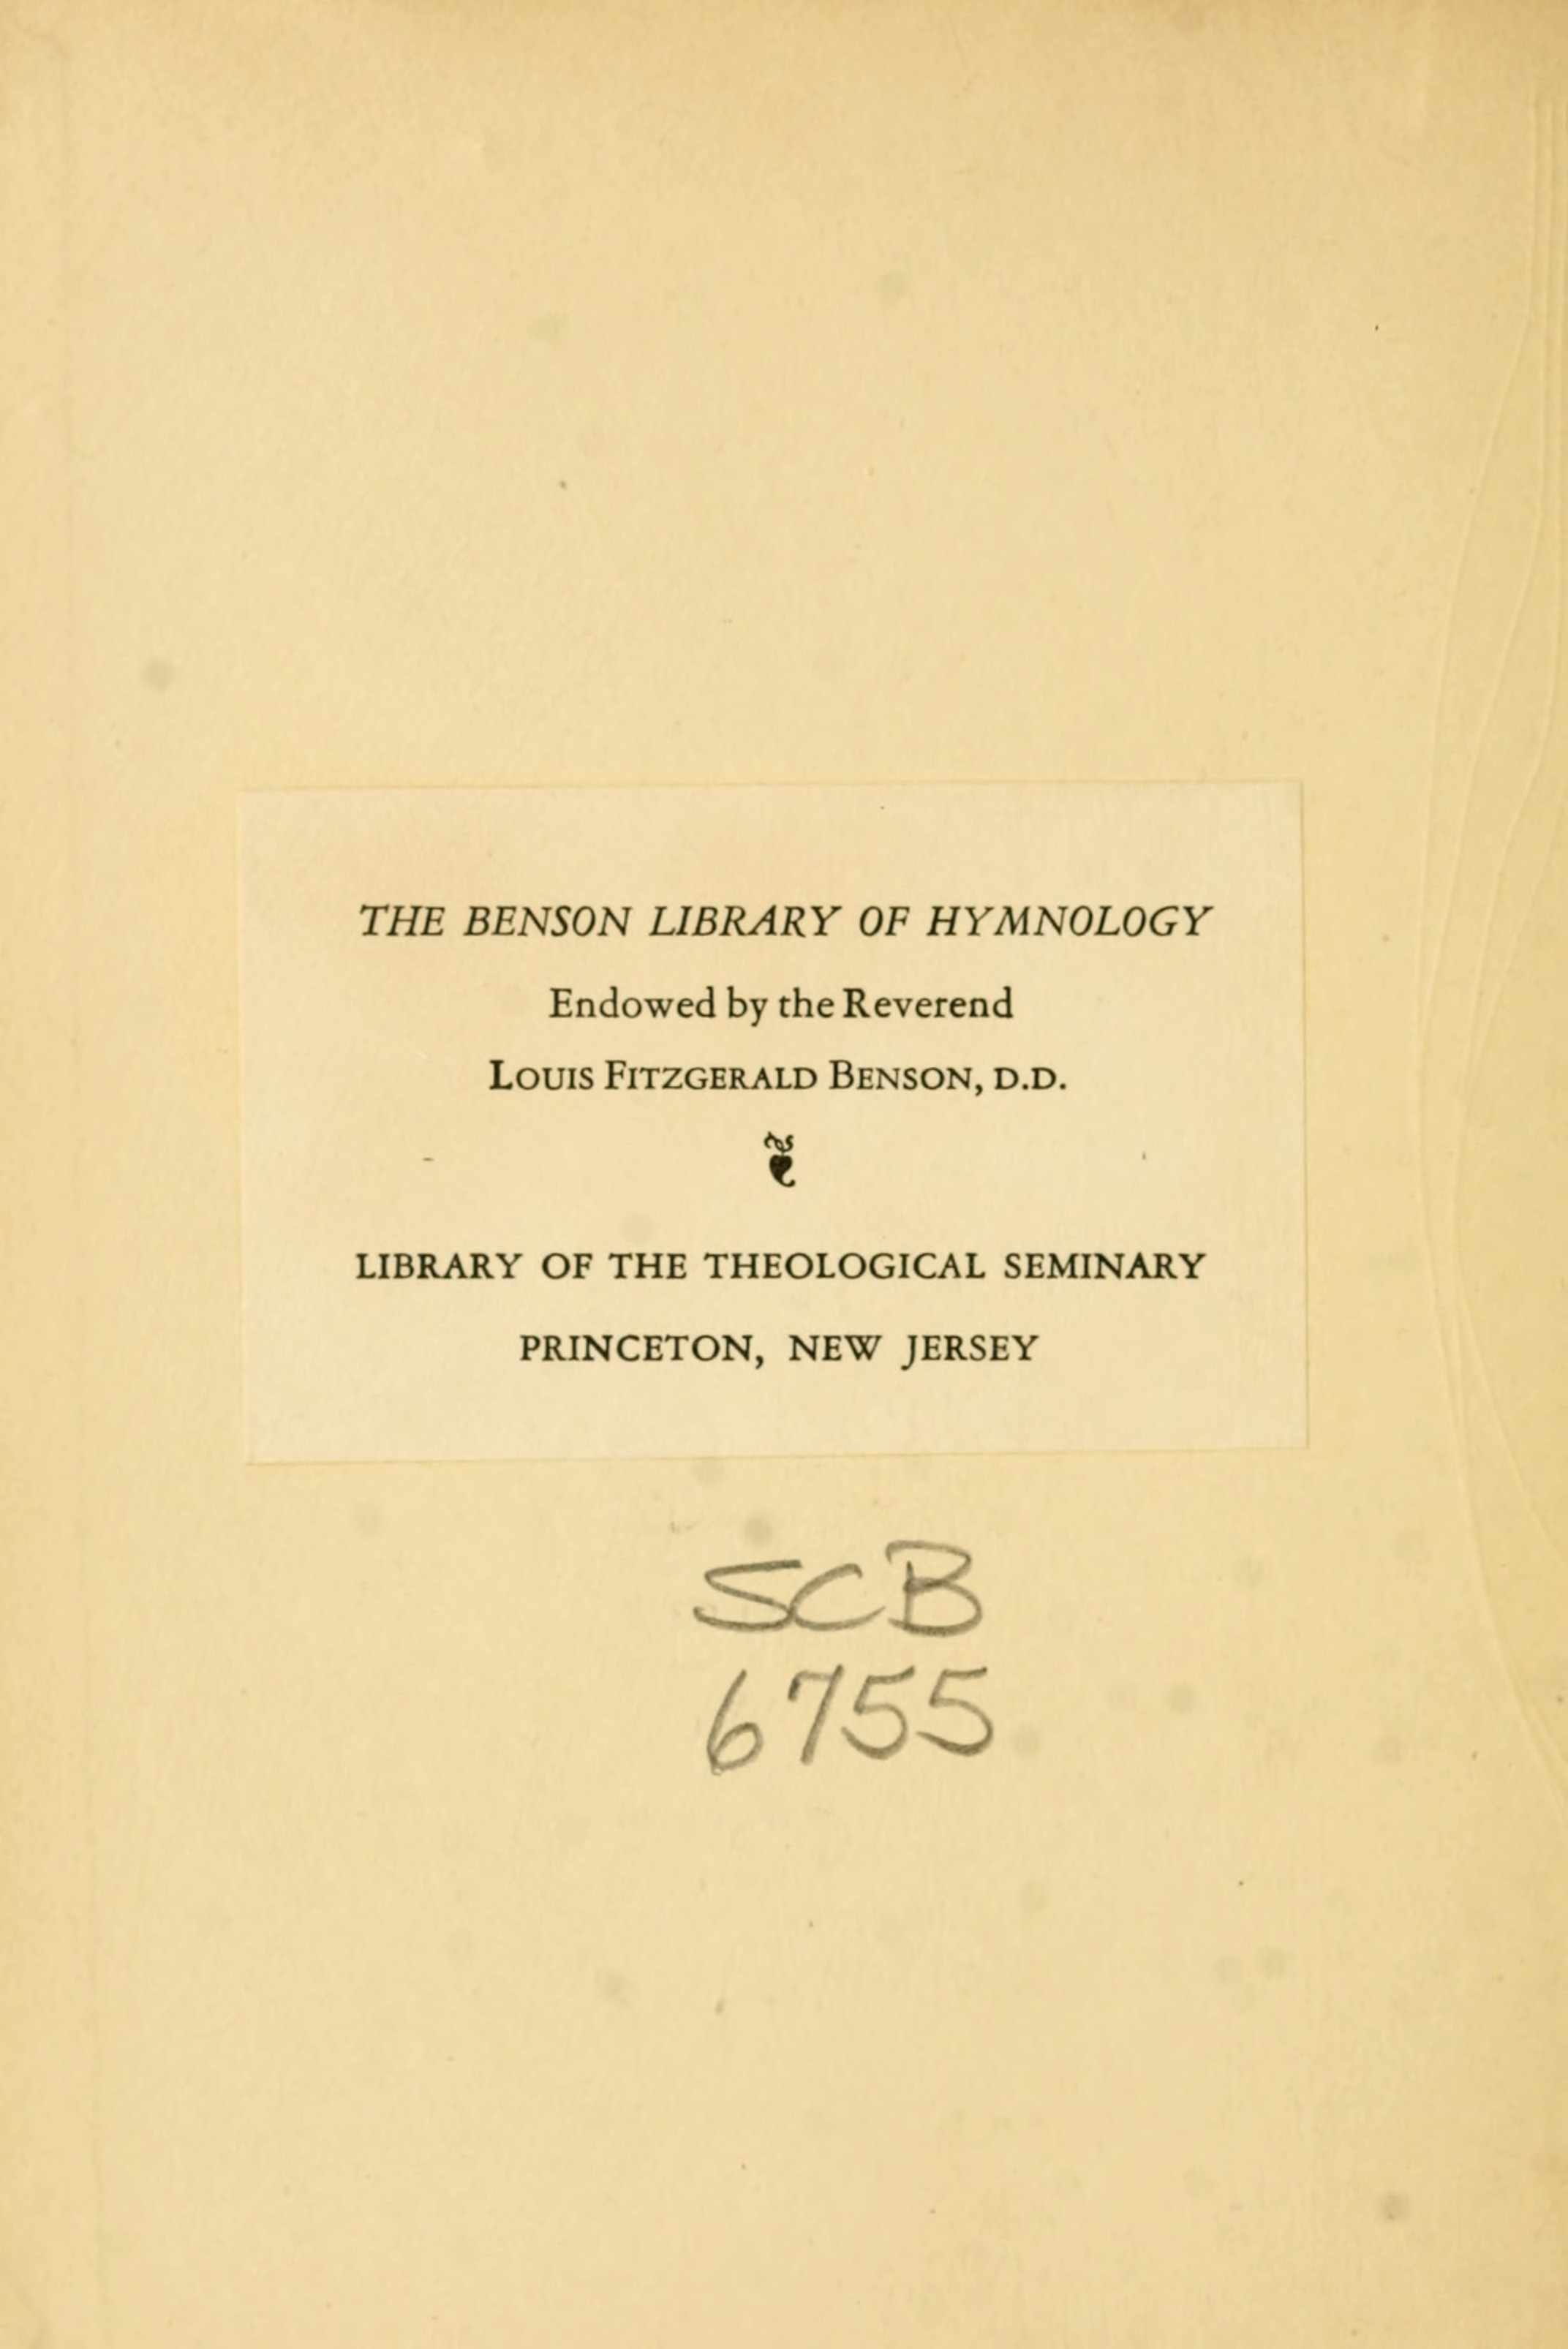 THE BENSON LIBRARY OF HYMNOLOGY
Endowed by the Reverend
LOUIS FITZGERALD BENSON, D.D.
❦
LIBRARY OF THE THEOLOGICAL SEMINARY
PRINCETON, NEW JERSEY
SCB
6755